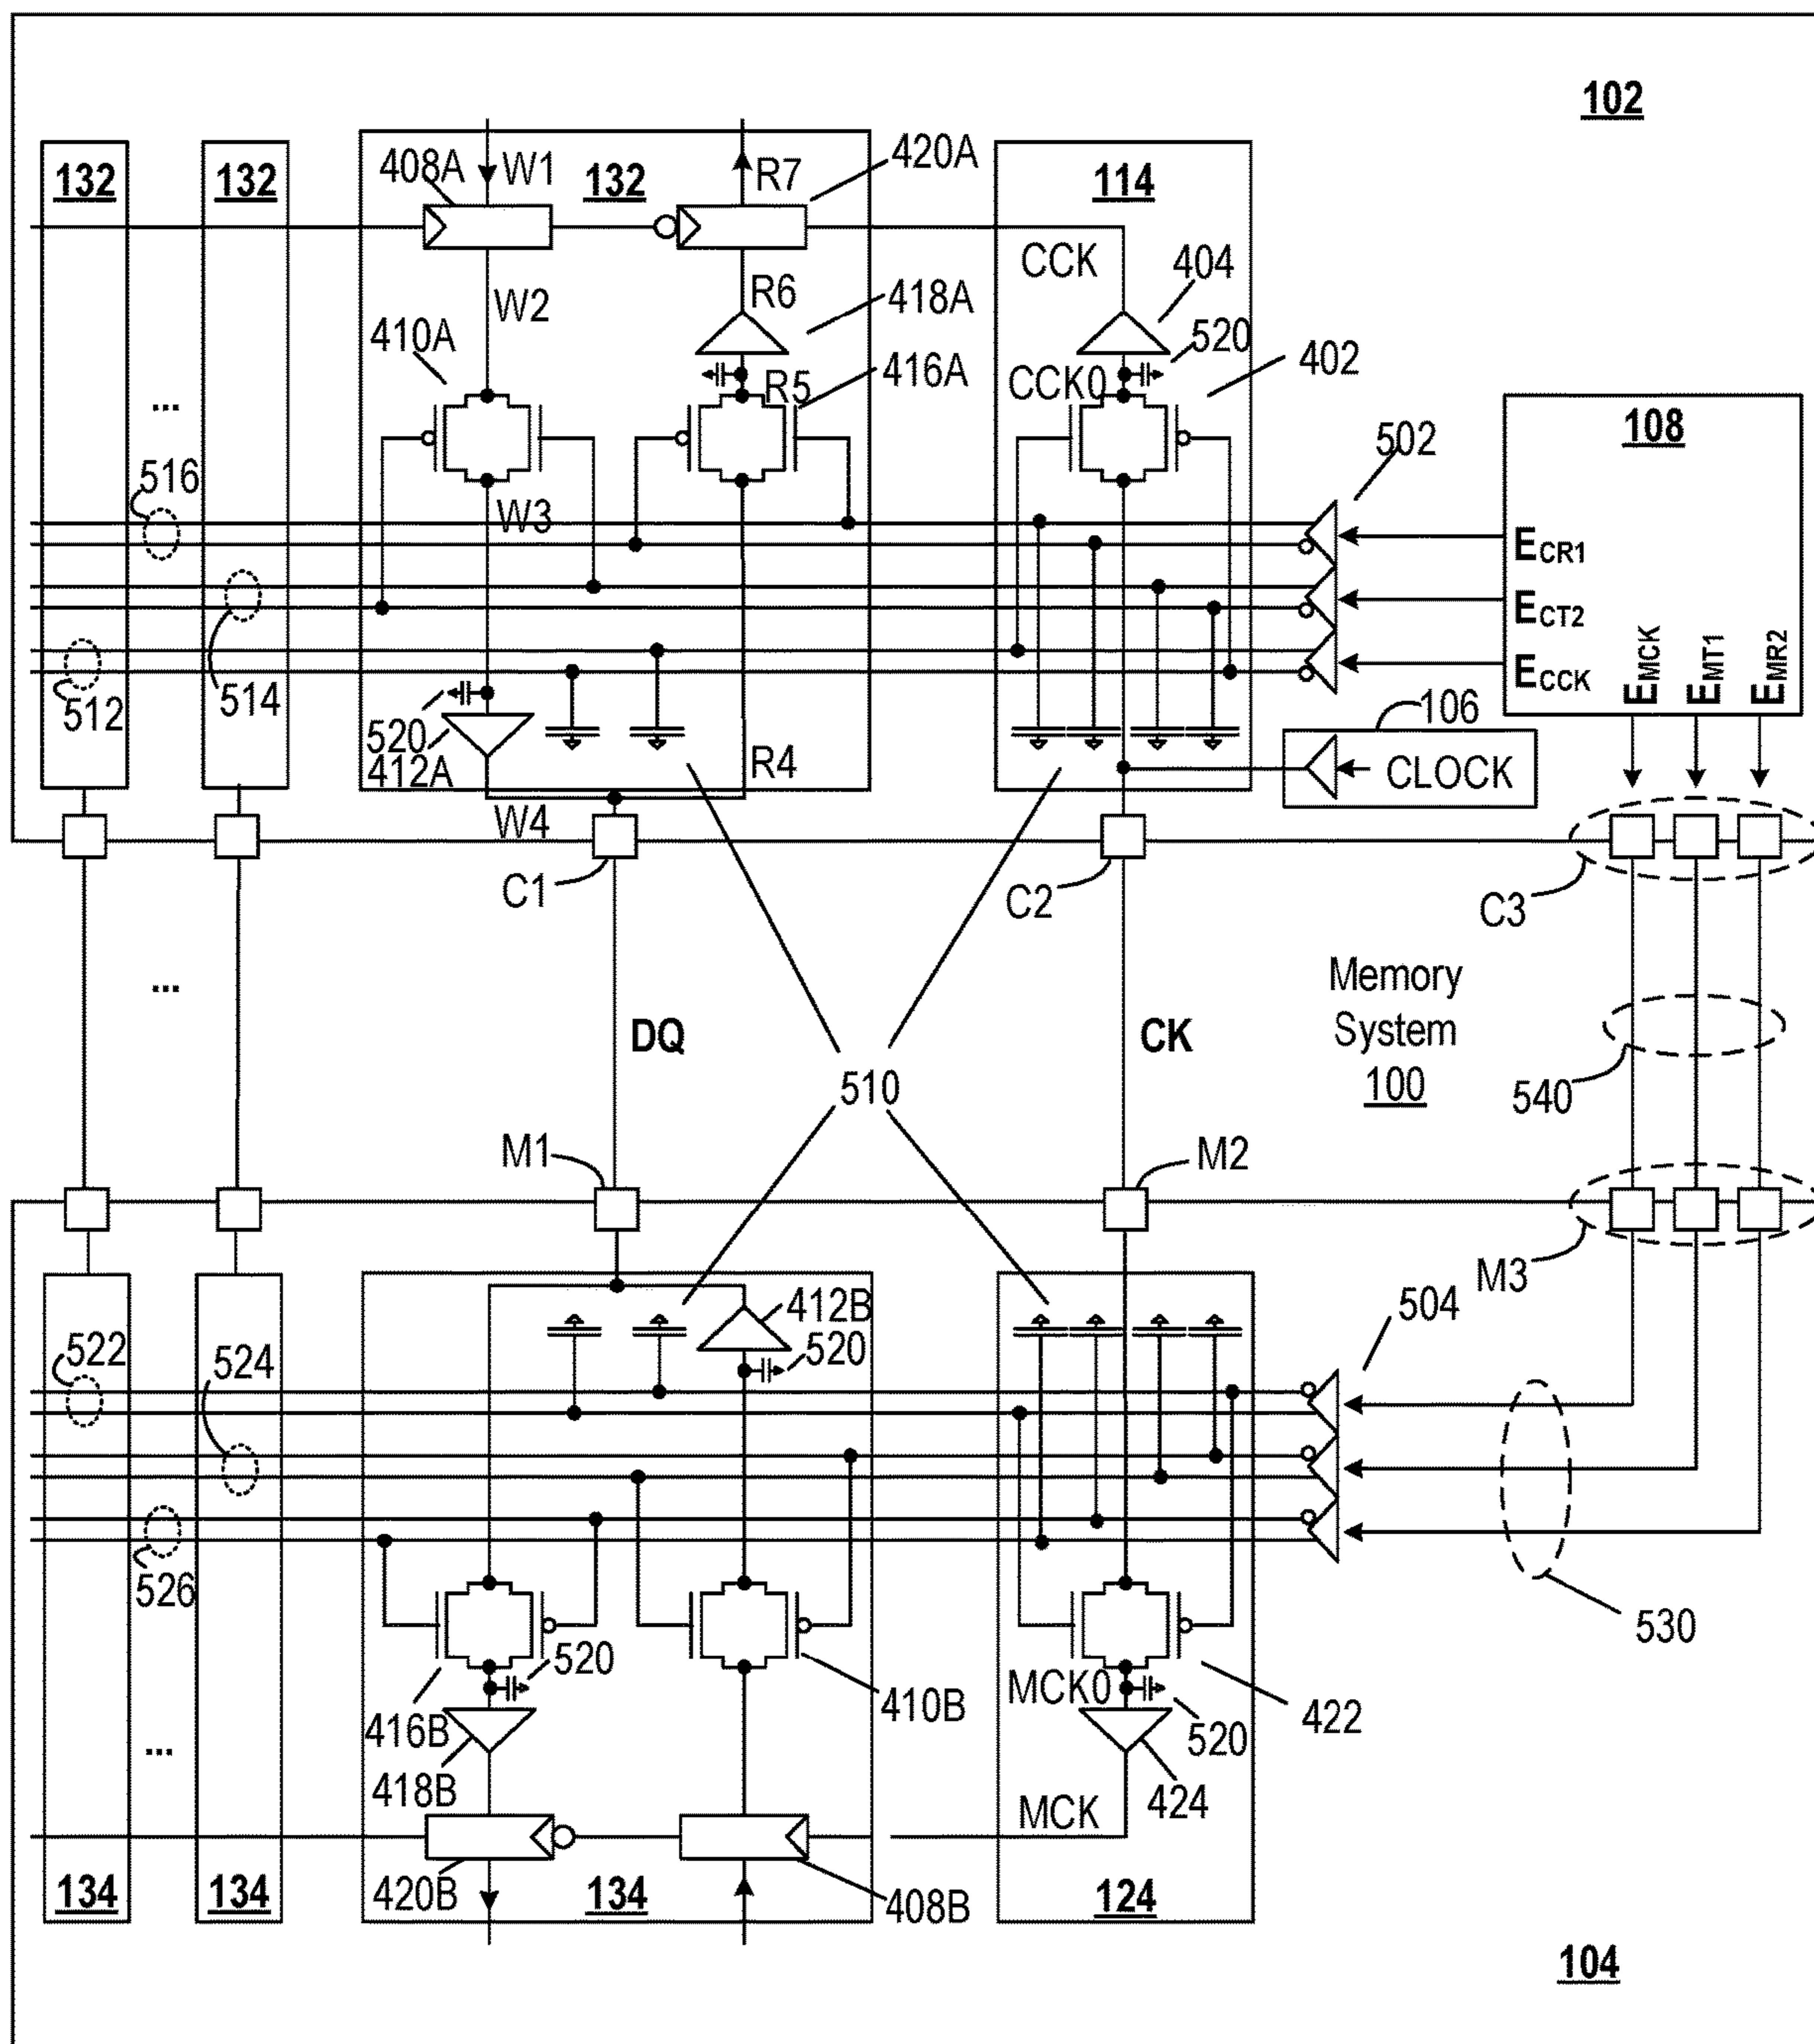 102
132
132
408A
W1
132
R7
420A
114
CCK
404
W2
R6
418A
520
410A
R5
416A
CCK0
402
...
108
502
516
W3
ECR1
ECT2
ECCK
EMCK
EMT1
EMR2
512
514
520
412A
R4
106
CLOCK
W4
C1
C2
C3
...
Memory
System
100
DQ
CK
510
540
M1
M2
M3
412B
504
522
524
520
526
530
520
MCK0
410B
422
416B
520
...
418B
424
MCK
134
134
420B
134
408B
124
104